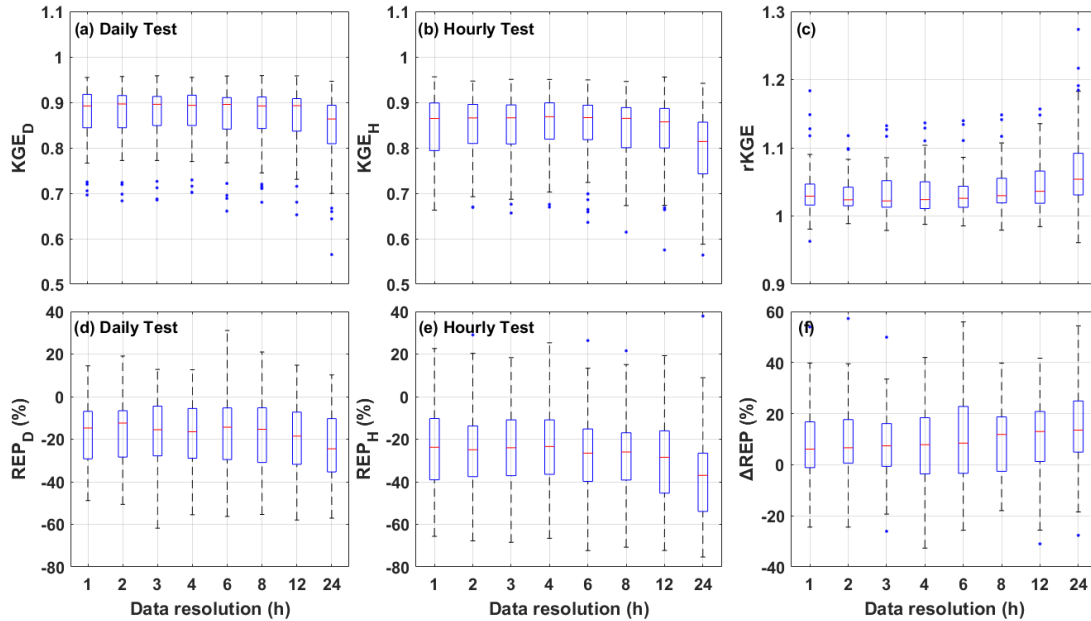 (a) Daily Test
KGE_D
1.1
1
0.9
0.8
0.7
0.6
0.5
(b) Hourly Test
KGE_H
1.1
1
0.9
0.8
0.7
0.6
0.5
(c)
rKGE
1.3
1.2
1.1
1
0.9
(d) Daily Test
REP_D (%)
40
20
0
-20
-40
-60
-80
1 2 3 4 6 8 12 24
Data resolution (h)
(e) Hourly Test
REP_H (%)
40
20
0
-20
-40
-60
-80
1 2 3 4 6 8 12 24
Data resolution (h)
(f)
ΔREP (%)
60
40
20
0
-20
-40
1 2 3 4 6 8 12 24
Data resolution (h)